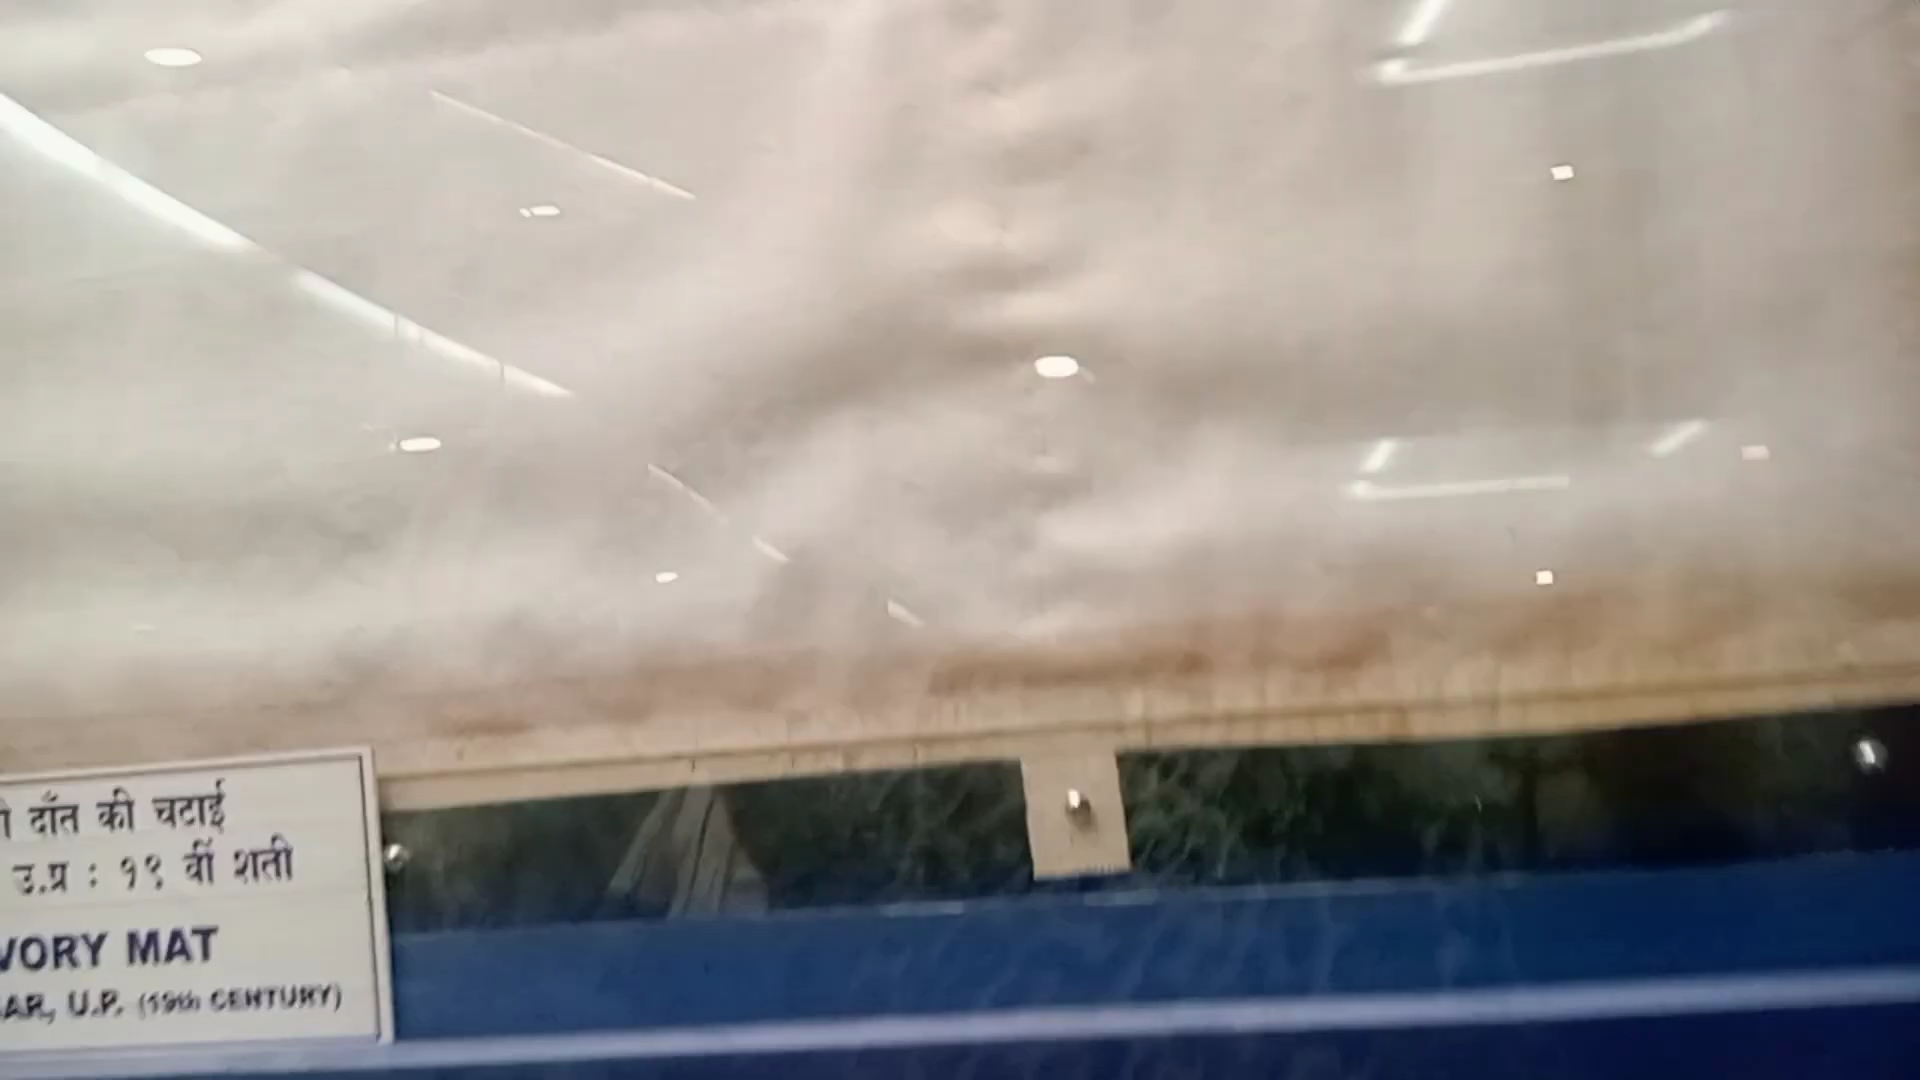 दाँत की चटाई
उ.प्र : १९ वीं शती
VORY MAT
AR, U.P. (19th CENTURY)